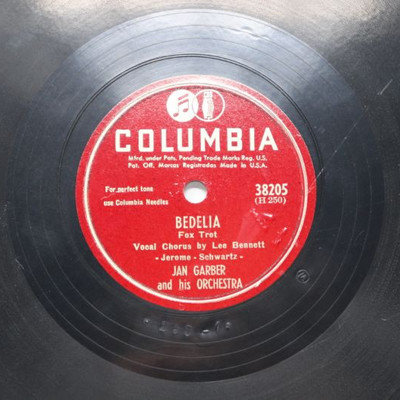 COLUMBIA
Mfrd. under Pats. Pending Trade Marks Reg. U.S.
Pat. Off. Marcas Registradas Made in U.S.A.
For perfect tone
use Columbia Needles
38205
(H 250)
BEDELIA
Fox Trot
Vocal Chorus by Lee Bennett
- Jerome - Schwartz -
JAN GARBER
and his ORCHESTRA